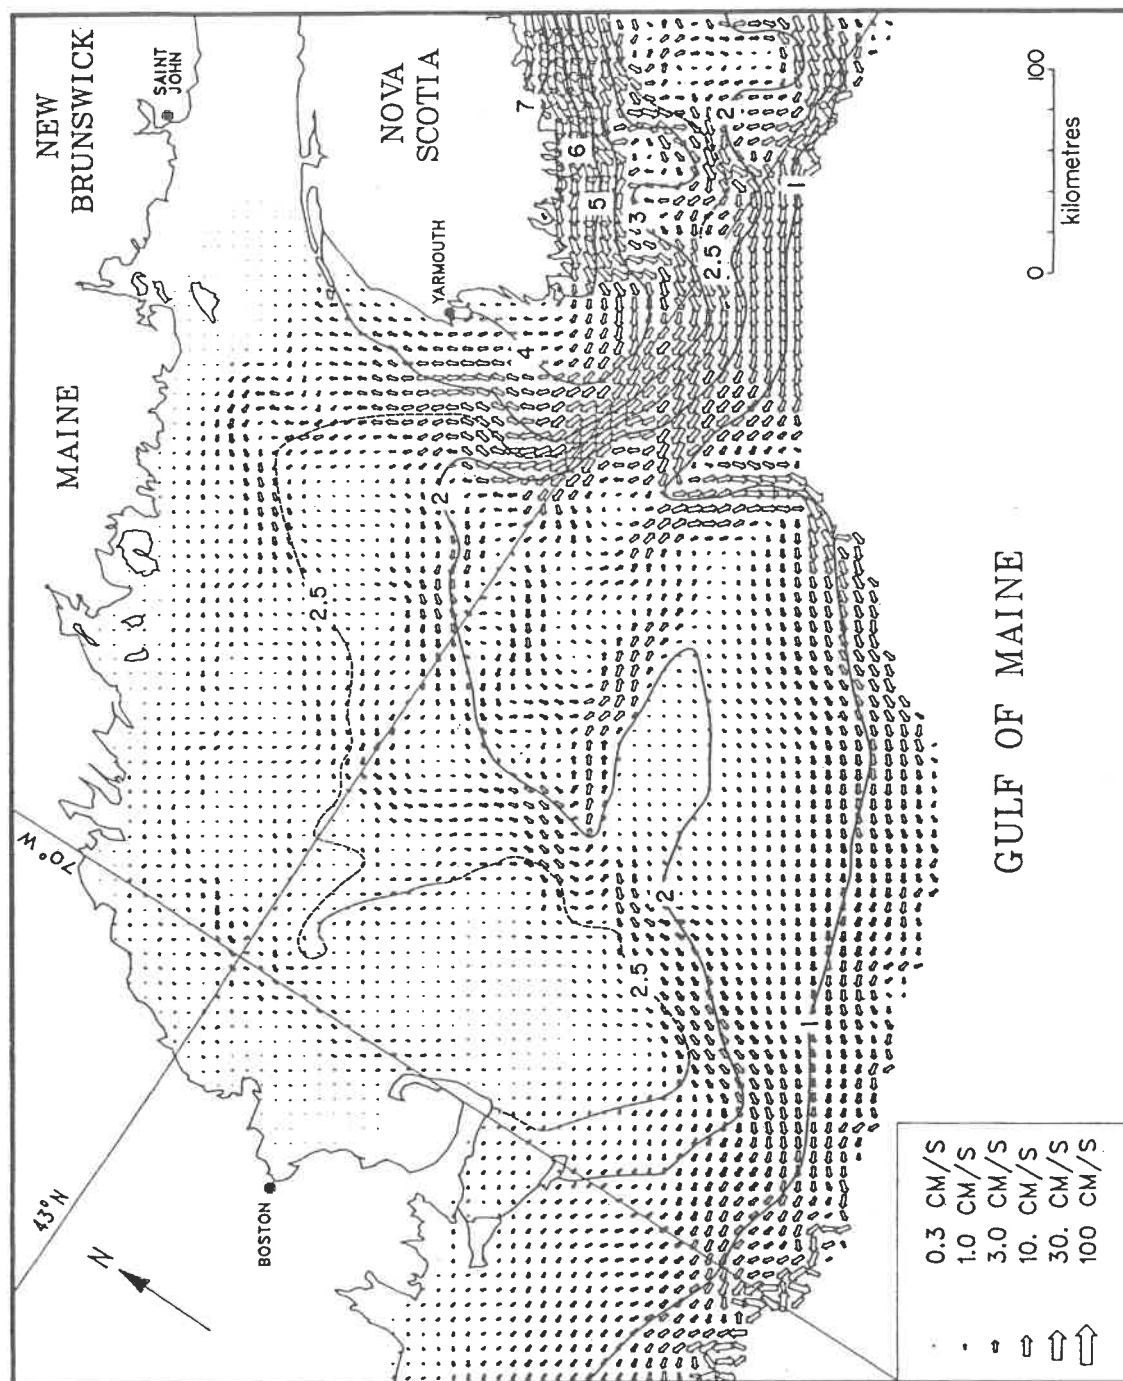 NEW
BRUNSWICK
SAINT
JOHN
MAINE
NOVA
SCOTIA
YARMOUTH
70° W
43° N
N
BOSTON
7
6
5
4
3
2.5
2
1
2
2.5
2
2.5
2
1
GULF OF MAINE
0 100
kilometres
0.3 CM/S
1.0 CM/S
3.0 CM/S
10. CM/S
30. CM/S
100 CM/S